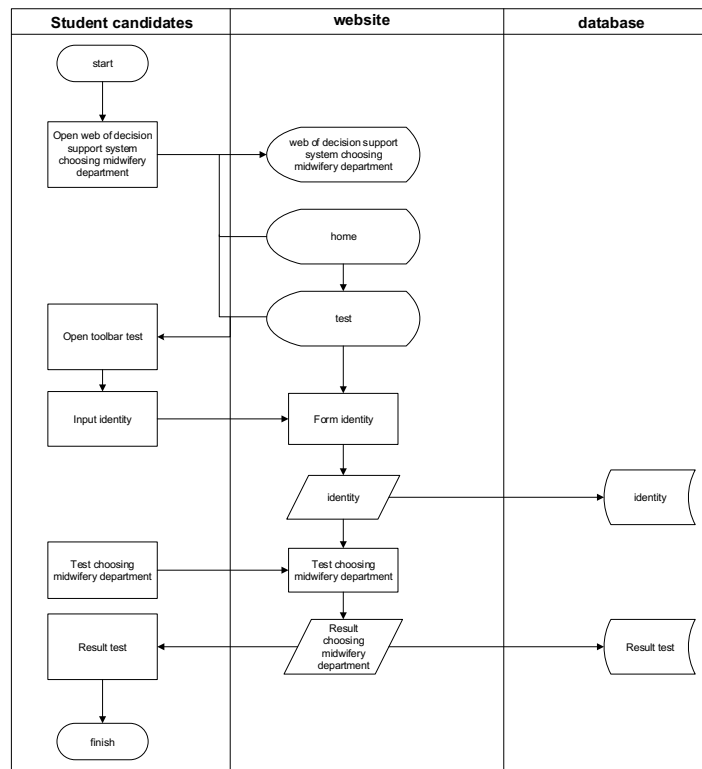 Student candidates
website
database
start
Open web of decision
support system
choosing midwifery
department
web of decision support
system choosing
midwifery department
home
test
Open toolbar test
Input identity
Form identity
identity
identity
Test choosing
midwifery department
Test choosing
midwifery department
Result test
Result
choosing
midwifery
department
Result test
finish